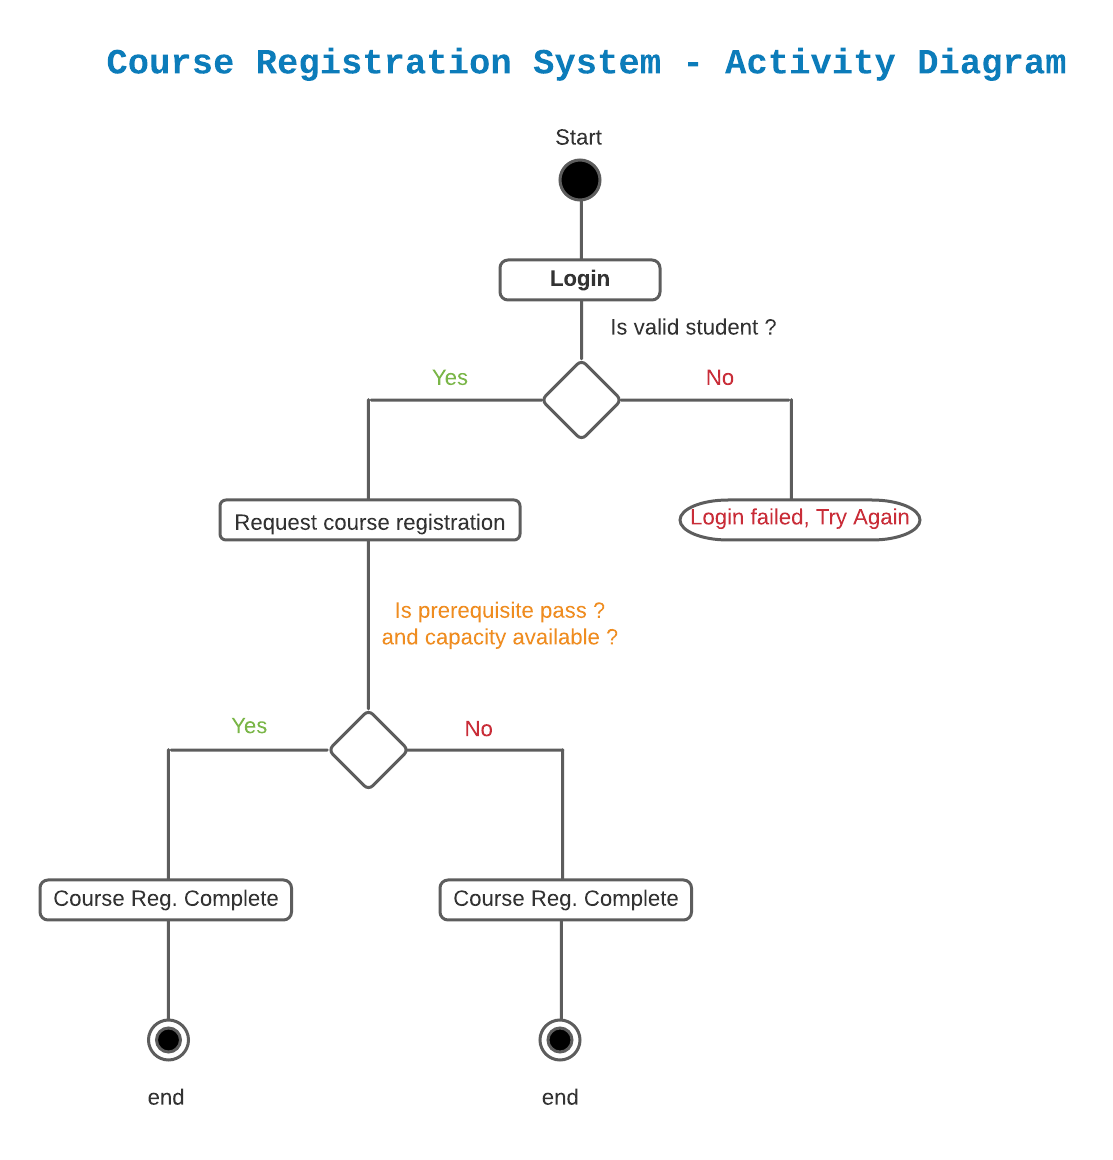 Course Registration System - Activity Diagram
Start
Login
Is valid student ?
Yes
No
Request course registration
Login failed, Try Again
Is prerequisite pass ?
and capacity available ?
Yes
No
Course Reg. Complete
Course Reg. Complete
end
end